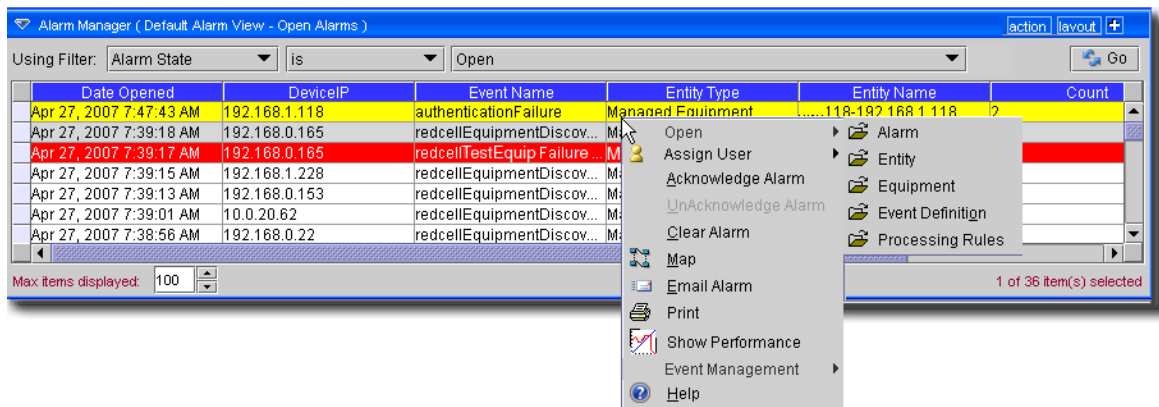 Alarm Manager ( Default Alarm View - Open Alarms )
action layout
Using Filter: Alarm State is Open Go
Date Opened DeviceIP Event Name Entity Type Entity Name Count
Apr 27, 2007 7:47:43 AM 192.168.1.118 authenticationFailure Managed Equipment ......118-192.168.1.118 2
Apr 27, 2007 7:39:18 AM 192.168.0.165 redcellEquipmentDiscov... Ma
Apr 27, 2007 7:39:17 AM 192.168.0.165 redcellTestEquip Failure ... M
Apr 27, 2007 7:39:15 AM 192.168.1.228 redcellEquipmentDiscov... Ma
Apr 27, 2007 7:39:13 AM 192.168.0.153 redcellEquipmentDiscov... Ma
Apr 27, 2007 7:39:01 AM 10.0.20.62 redcellEquipmentDiscov... Ma
Apr 27, 2007 7:38:56 AM 192.168.0.22 redcellEquipmentDiscov... Ma
Max items displayed: 100
1 of 36 item(s) selected
Open
Assign User
Acknowledge Alarm
UnAcknowledge Alarm
Clear Alarm
Map
Email Alarm
Print
Show Performance
Event Management
Help
Alarm
Entity
Equipment
Event Definition
Processing Rules